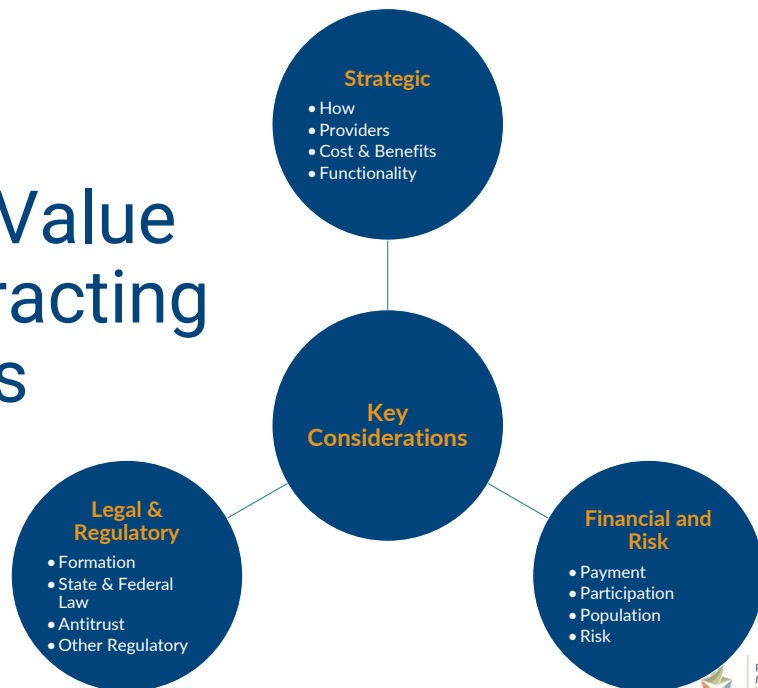 Value
Strategic
• How
• Providers
• Cost & Benefits
• Functionality
Key
Considerations
Legal &
Regulatory
• Formation
• State & Federal
Law
• Antitrust
• Other Regulatory
Financial and
Risk
• Payment
• Participation
• Population
• Risk